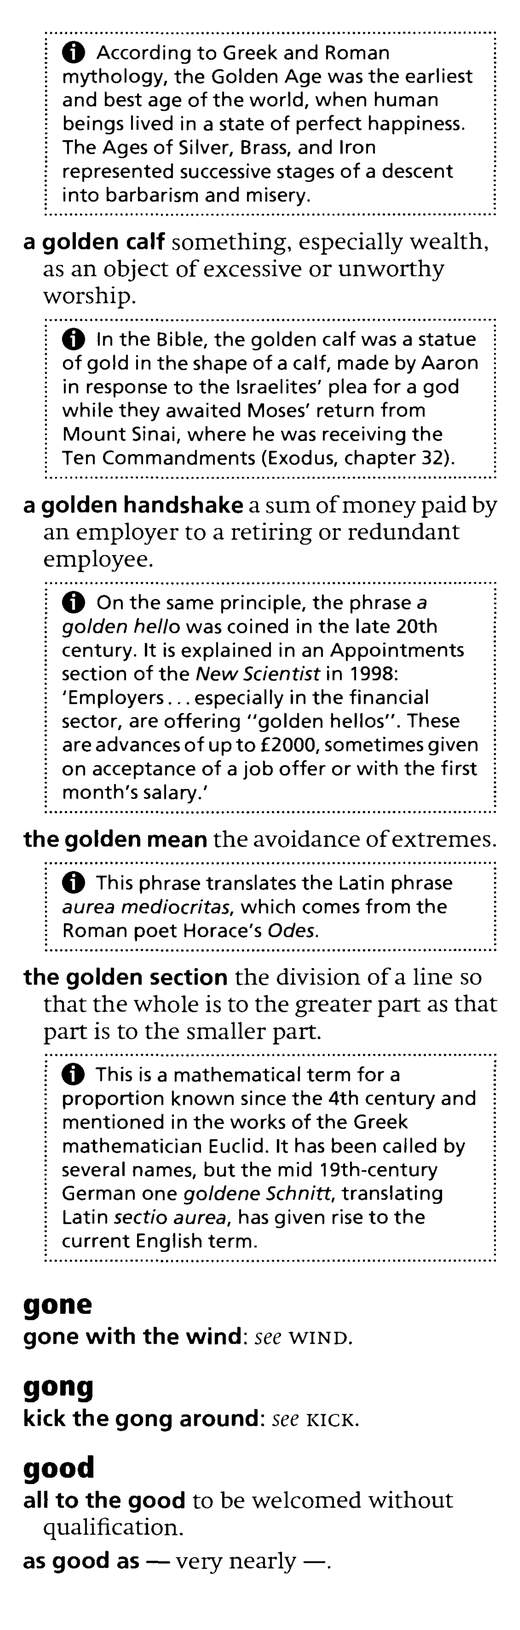 ℹ According to Greek and Roman
mythology, the Golden Age was the earliest
and best age of the world, when human
beings lived in a state of perfect happiness.
The Ages of Silver, Brass, and Iron
represented successive stages of a descent
into barbarism and misery.
a golden calf something, especially wealth,
as an object of excessive or unworthy
worship.
ℹ In the Bible, the golden calf was a statue
of gold in the shape of a calf, made by Aaron
in response to the Israelites' plea for a god
while they awaited Moses' return from
Mount Sinai, where he was receiving the
Ten Commandments (Exodus, chapter 32).
a golden handshake a sum of money paid by
an employer to a retiring or redundant
employee.
ℹ On the same principle, the phrase a
golden hello was coined in the late 20th
century. It is explained in an Appointments
section of the New Scientist in 1998:
'Employers... especially in the financial
sector, are offering "golden hellos". These
are advances of up to £2000, sometimes given
on acceptance of a job offer or with the first
month's salary.'
the golden mean the avoidance of extremes.
ℹ This phrase translates the Latin phrase
aurea mediocritas, which comes from the
Roman poet Horace's Odes.
the golden section the division of a line so
that the whole is to the greater part as that
part is to the smaller part.
ℹ This is a mathematical term for a
proportion known since the 4th century and
mentioned in the works of the Greek
mathematician Euclid. It has been called by
several names, but the mid 19th-century
German one goldene Schnitt, translating
Latin sectio aurea, has given rise to the
current English term.
gone
gone with the wind: see WIND.
gong
kick the gong around: see KICK.
good
all to the good to be welcomed without
qualification.
as good as — very nearly —.